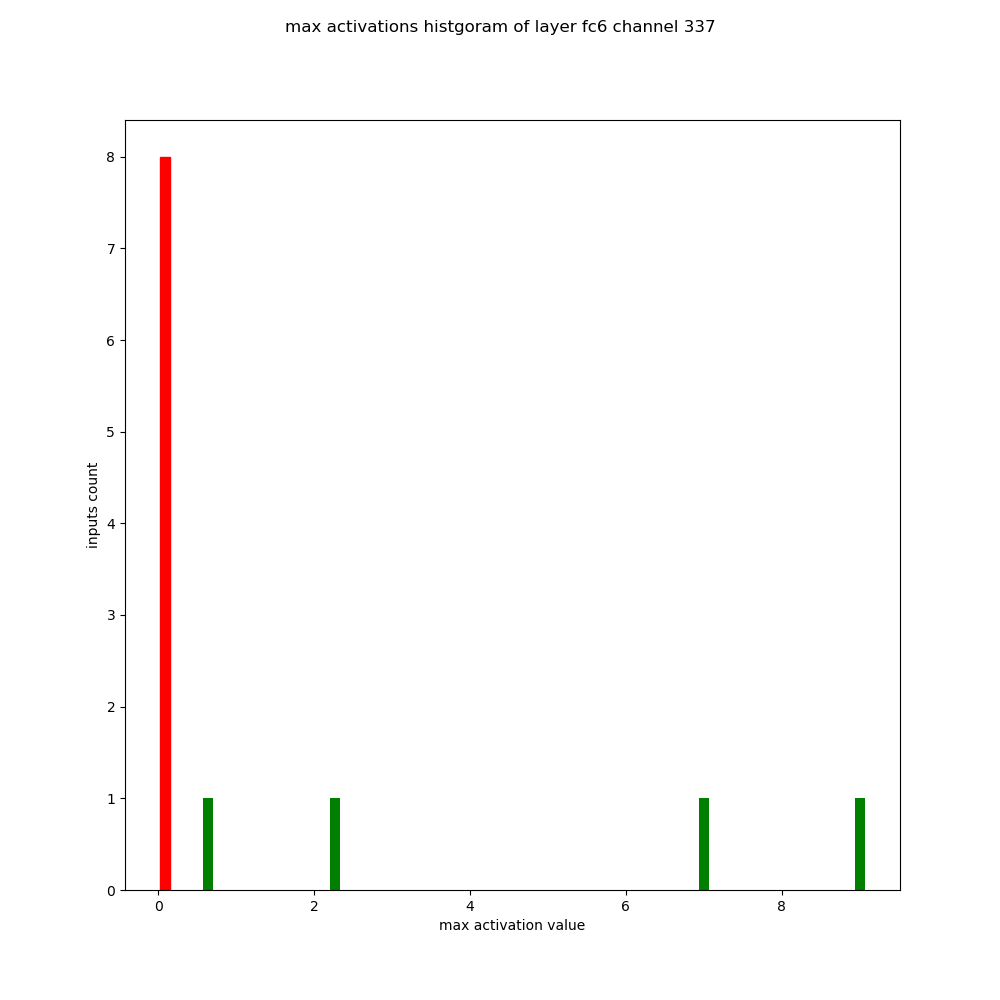 max activations histgoram of layer fc6 channel 337
8
7
6
5
4
3
2
1
0
inputs count
0 2 4 6 8
max activation value